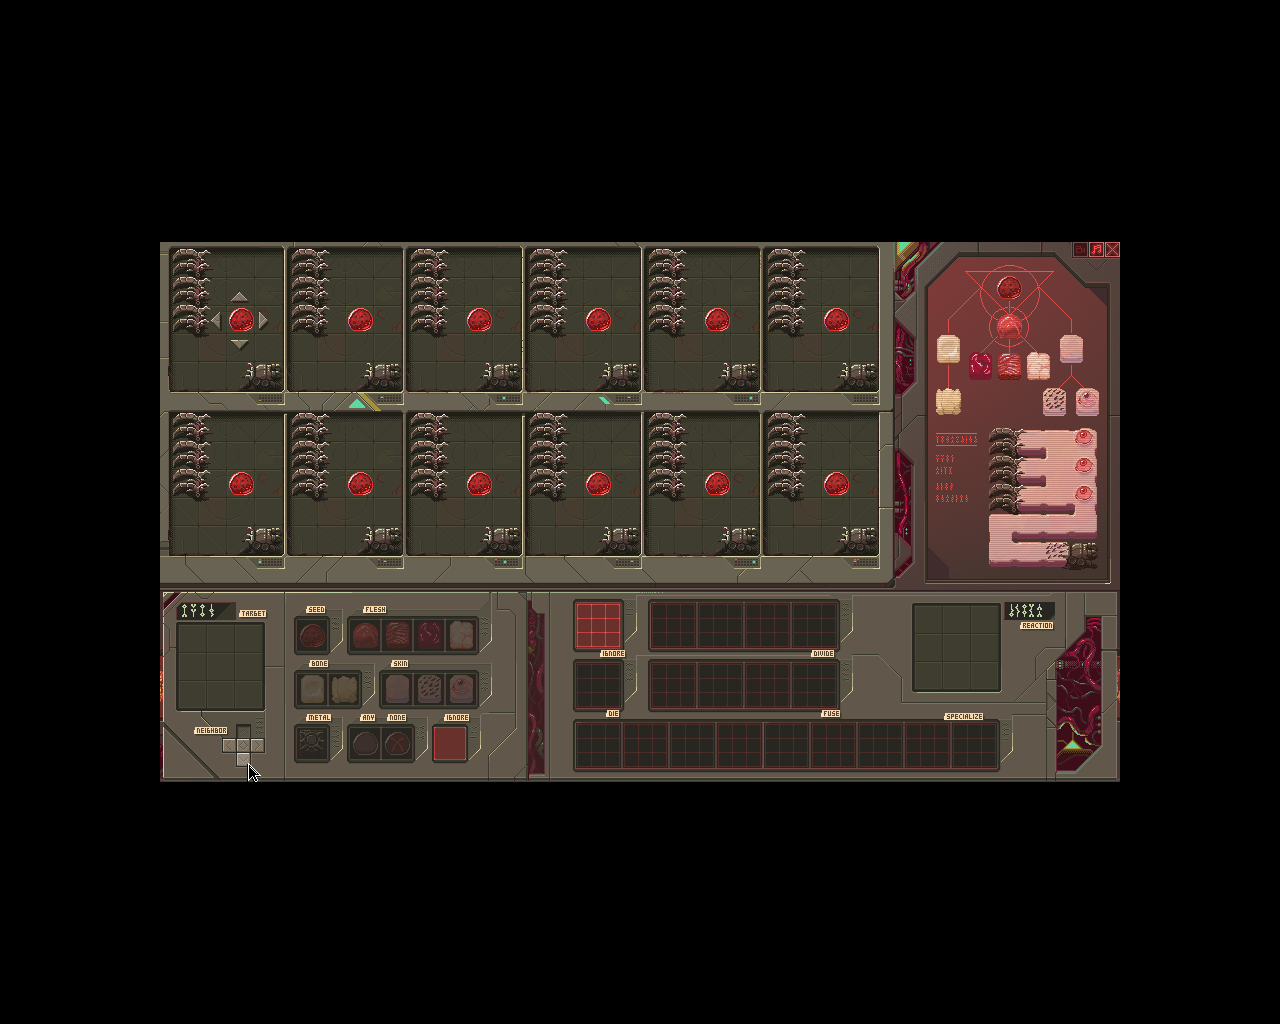 TARGET
SEED
FLESH
BONE
SKIN
NEIGHBOR
METAL
ANY
NONE
IGNORE
IGNORE
DIVIDE
DIE
FUSE
SPECIALIZE
REACTION